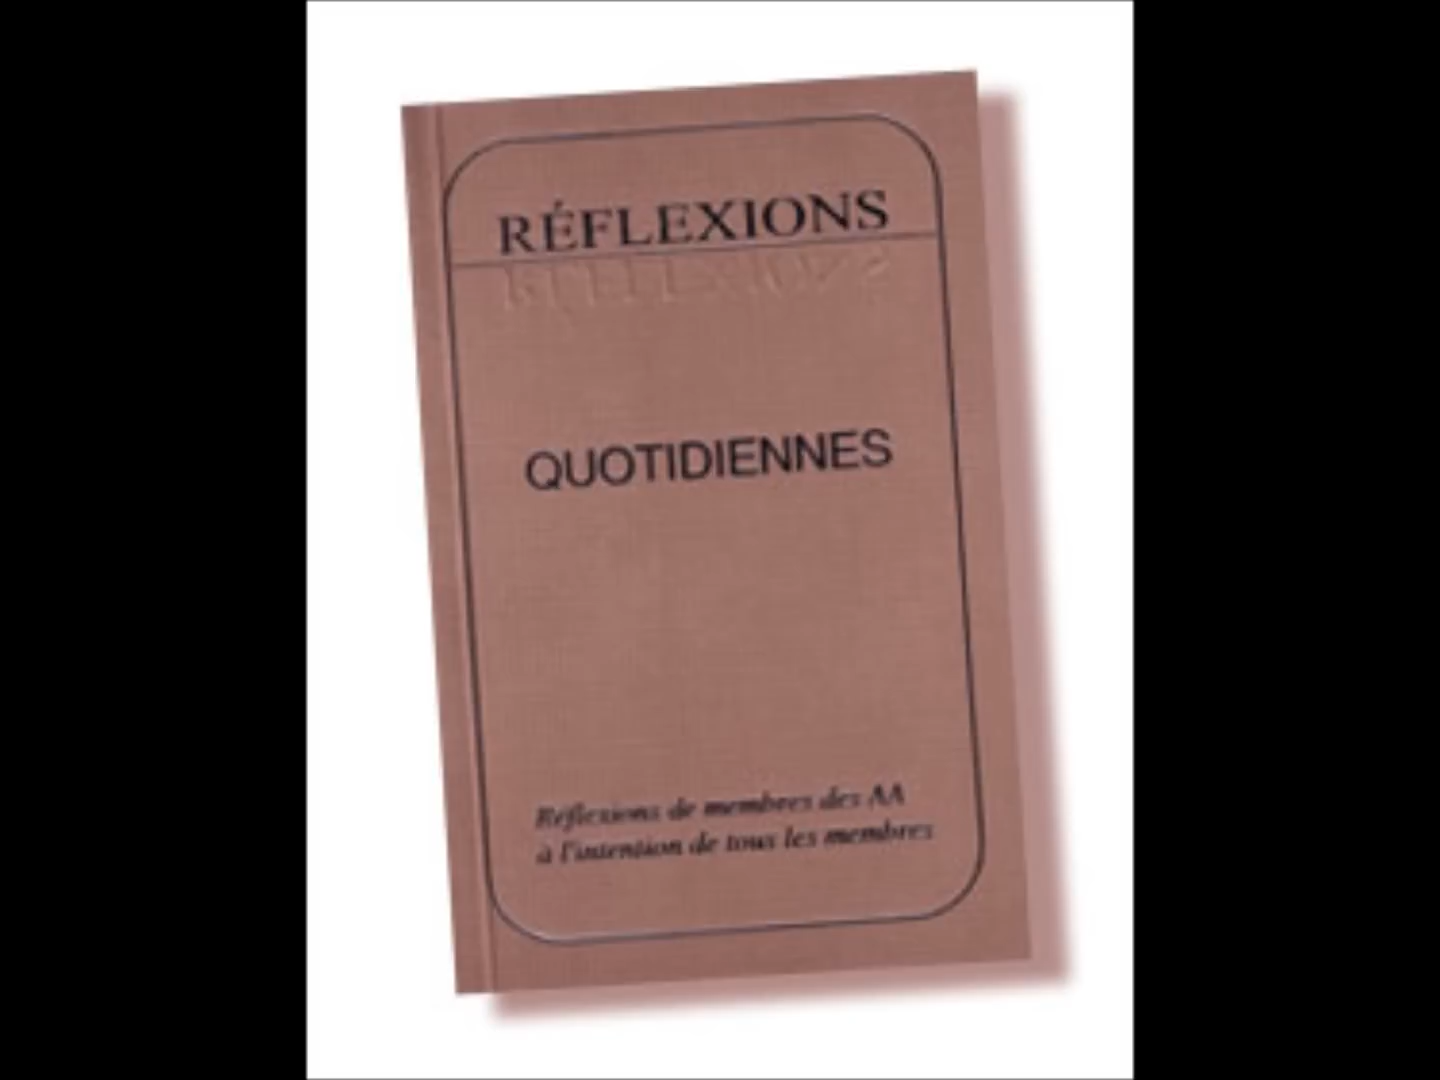 RÉFLEXIONS
QUOTIDIENNES
Réflexions de membres des AA
à l'intention de tous les membres